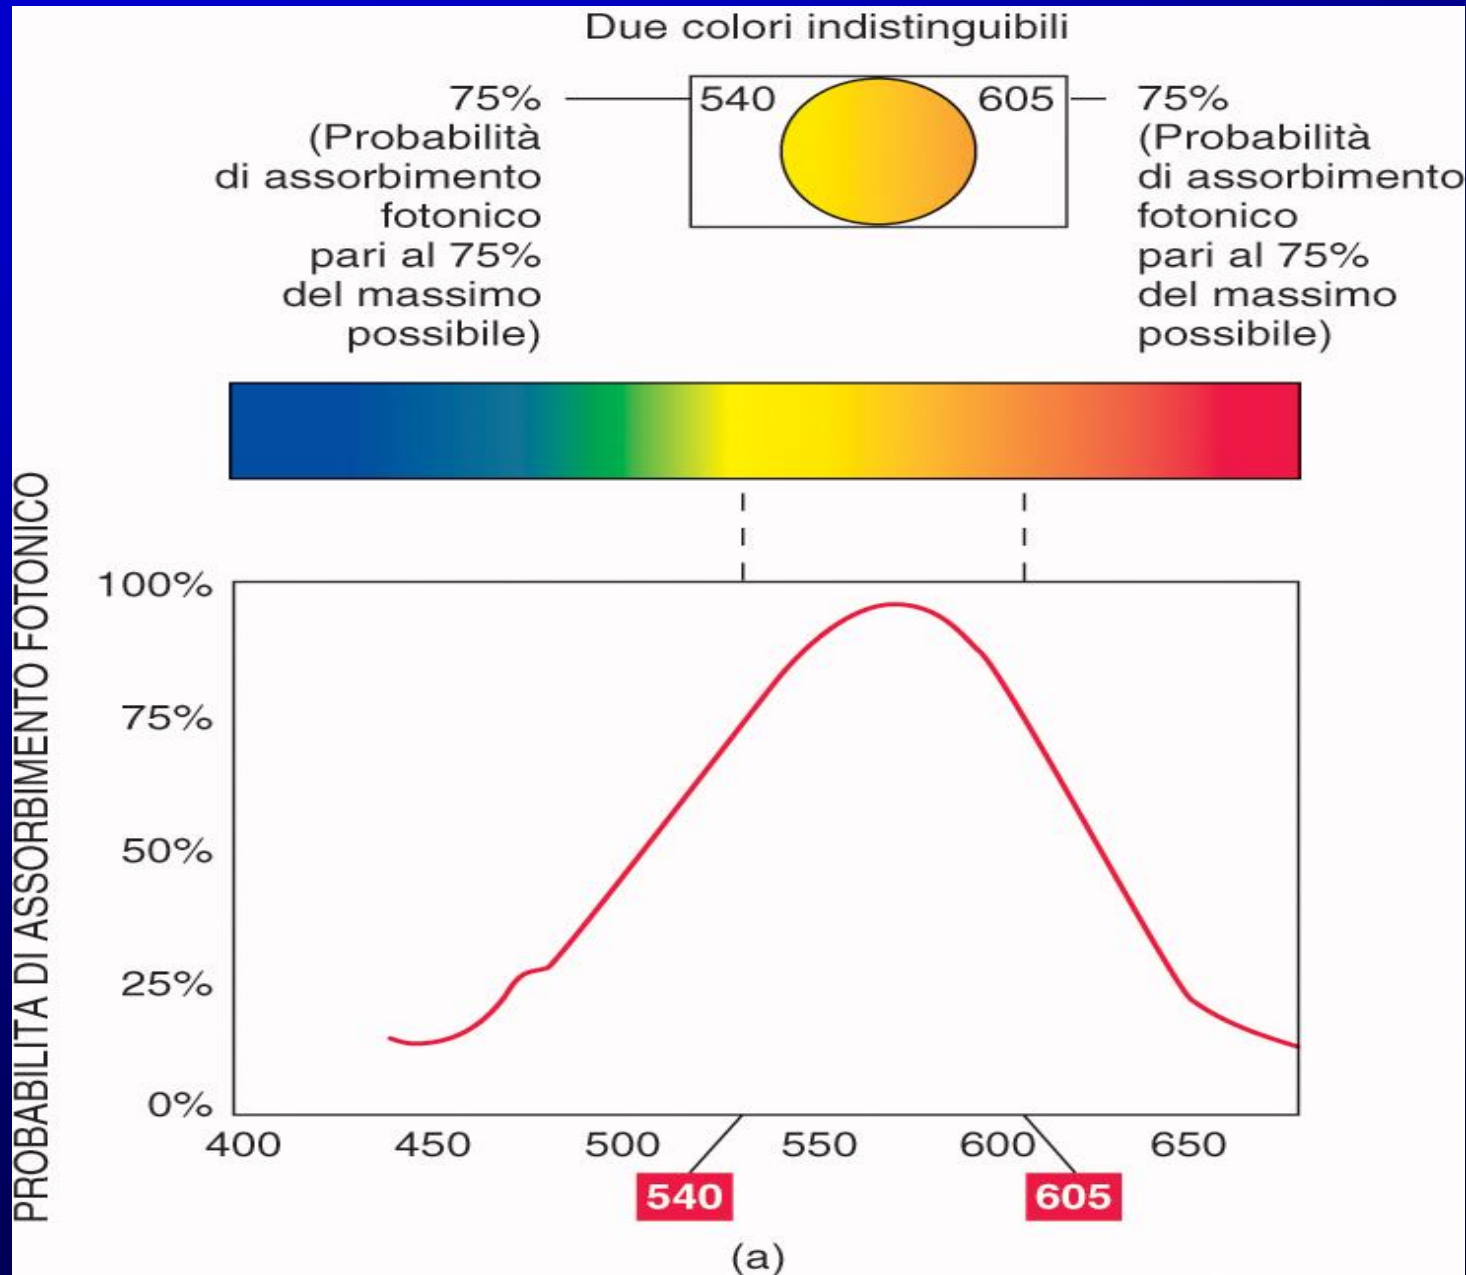 Due colori indistinguibili
75%
(Probabilità
di assorbimento
fotonico
pari al 75%
del massimo
possibile)
540
605
75%
(Probabilità
di assorbimento
fotonico
pari al 75%
del massimo
possibile)
PROBABILITA DI ASSORBIMENTO FOTONICO
100%
75%
50%
25%
0%
400 450 500 550 600 650
540 605
(a)